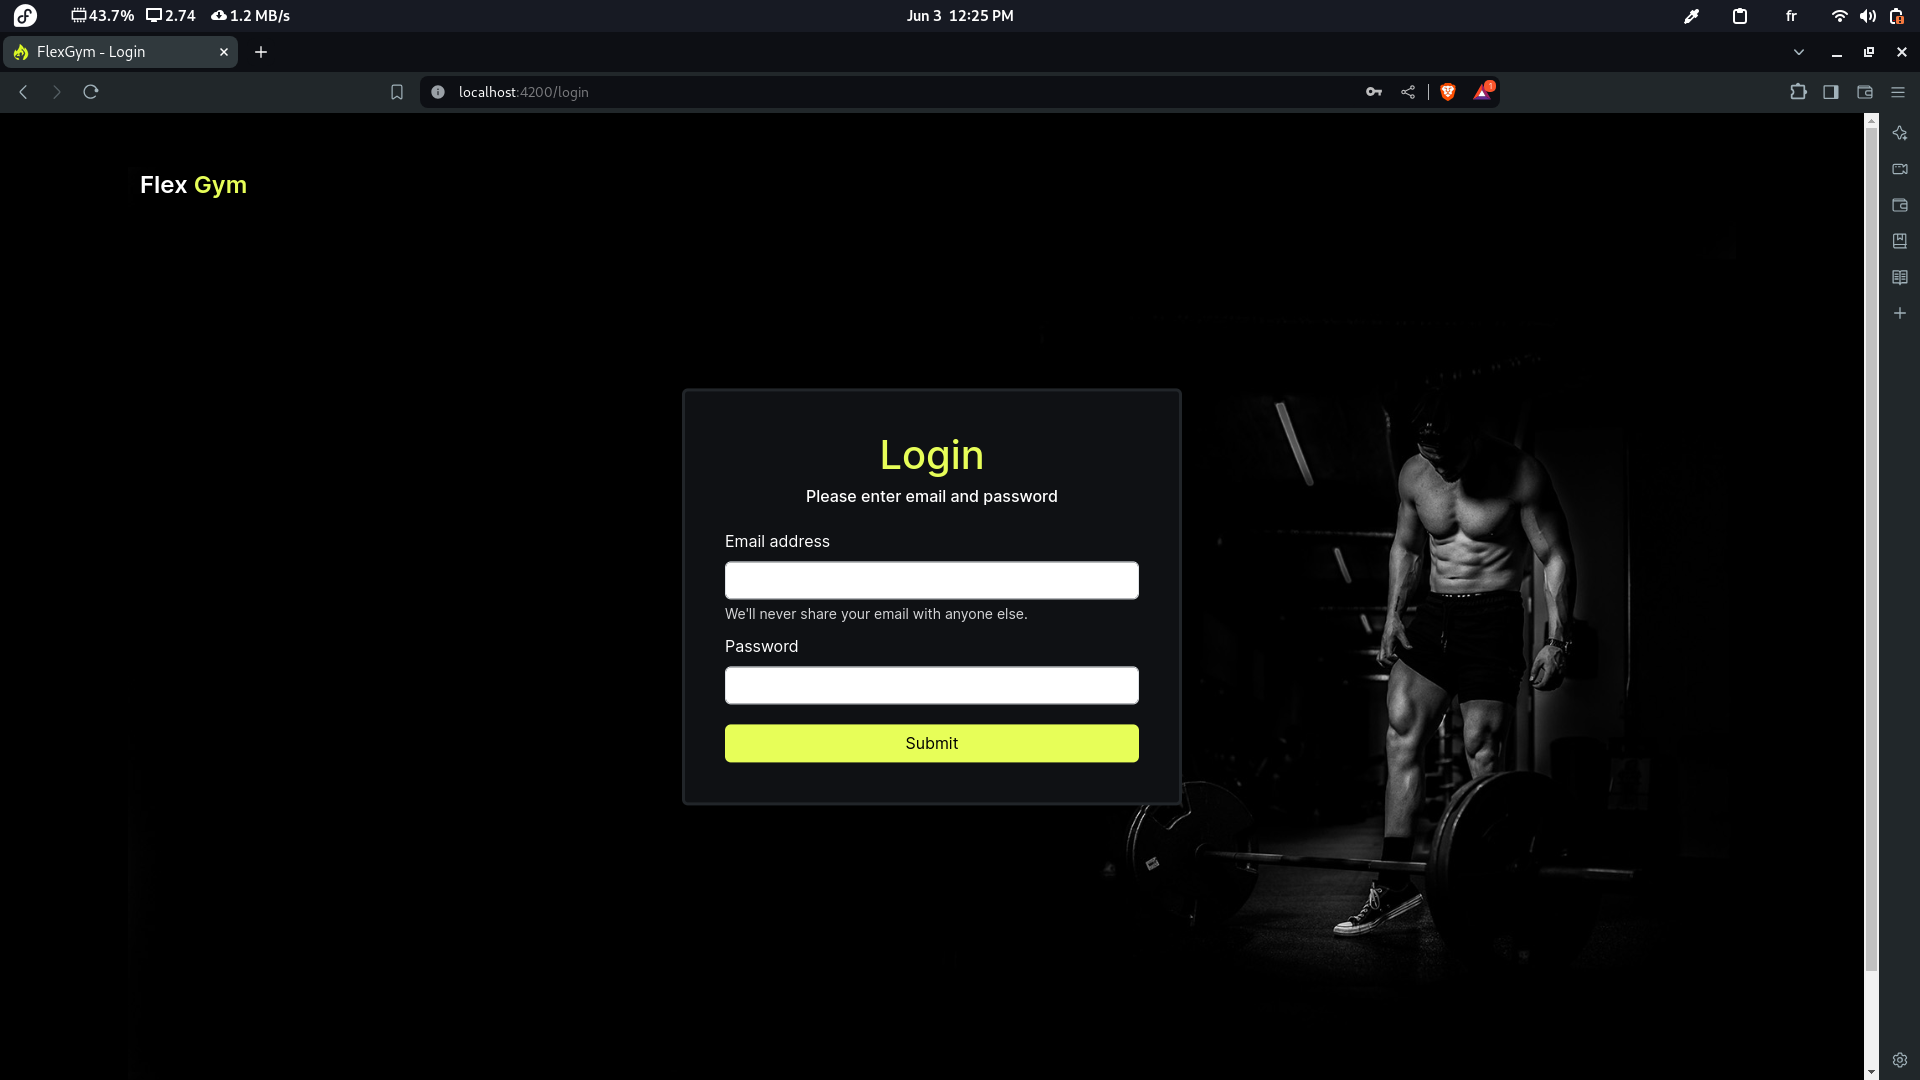 43.7% 2.74 1.2 MB/s Jun 3 12:25 PM fr
FlexGym - Login
localhost:4200/login 1
Flex Gym
Login
Please enter email and password
Email address
We'll never share your email with anyone else.
Password
Submit